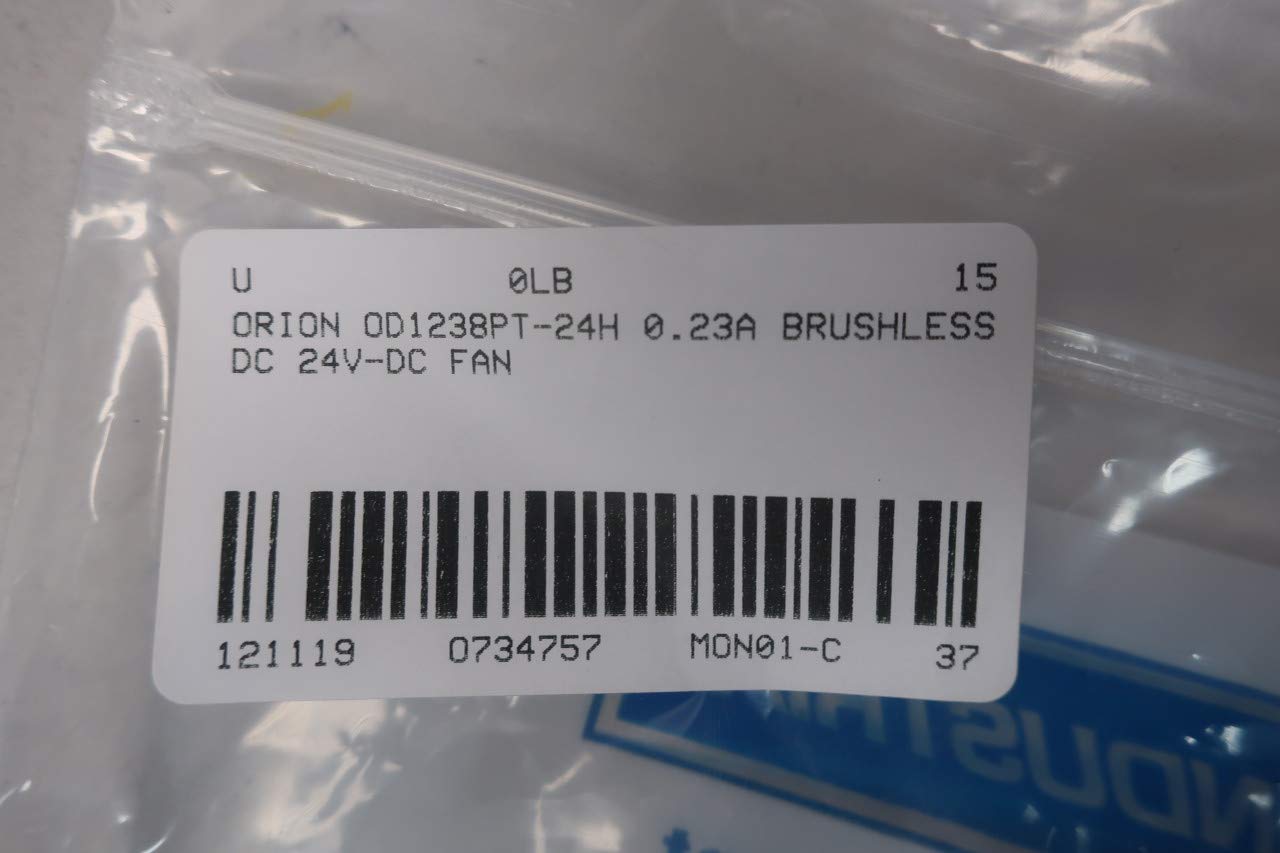 U 0LB 15
ORION OD1238PT-24H 0.23A BRUSHLESS
DC 24V-DC FAN
121119 0734757 MON01-C 37